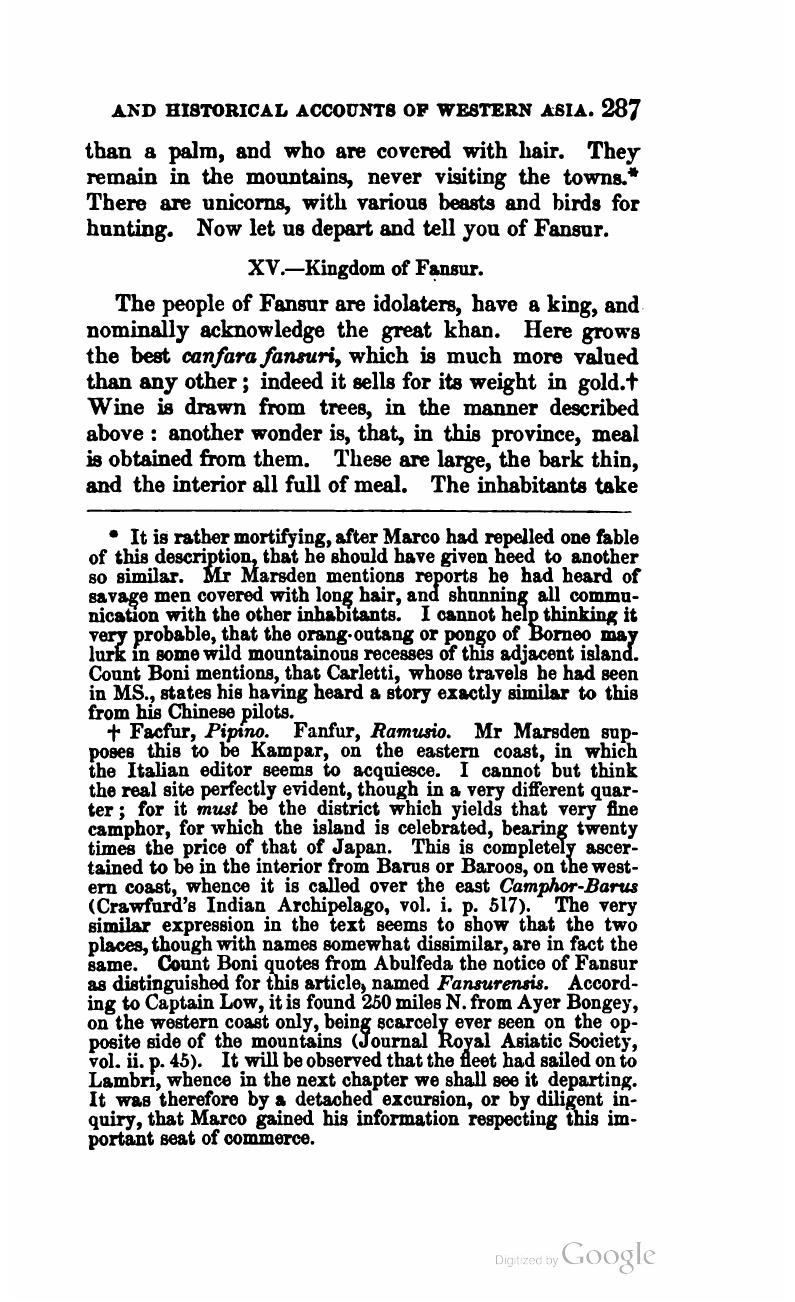 AND HISTORICAL ACCOUNTS OF WESTERN ASIA. 287
than a palm, and who are covered with hair. They
remain in the mountains, never visiting the towns.*
There are unicorns, with various beasts and birds for
hunting. Now let us depart and tell you of Fansur.
XV.—Kingdom of Fansur.
The people of Fansur are idolaters, have a king, and
nominally acknowledge the great khan. Here grows
the best canfara fansuri, which is much more valued
than any other; indeed it sells for its weight in gold.†
Wine is drawn from trees, in the manner described
above: another wonder is, that, in this province, meal
is obtained from them. These are large, the bark thin,
and the interior all full of meal. The inhabitants take
* It is rather mortifying, after Marco had repelled one fable
of this description, that he should have given heed to another
so similar. Mr Marsden mentions reports he had heard of
savage men covered with long hair, and shunning all commu-
nication with the other inhabitants. I cannot help thinking it
very probable, that the orang-outang or pongo of Borneo may
lurk in some wild mountainous recesses of this adjacent island.
Count Boni mentions, that Carletti, whose travels he had seen
in MS., states his having heard a story exactly similar to this
from his Chinese pilots.
† Facfur, Pipino. Fanfur, Ramusio. Mr Marsden sup-
poses this to be Kampar, on the eastern coast, in which
the Italian editor seems to acquiesce. I cannot but think
the real site perfectly evident, though in a very different quar-
ter; for it must be the district which yields that very fine
camphor, for which the island is celebrated, bearing twenty
times the price of that of Japan. This is completely ascer-
tained to be in the interior from Barus or Baroos, on the west-
ern coast, whence it is called over the east Camphor-Barus
(Crawfurd's Indian Archipelago, vol. i. p. 517). The very
similar expression in the text seems to show that the two
places, though with names somewhat dissimilar, are in fact the
same. Count Boni quotes from Abulfeda the notice of Fansur
as distinguished for this article, named Fansurensis. Accord-
ing to Captain Low, it is found 250 miles N. from Ayer Bongey,
on the western coast only, being scarcely ever seen on the op-
posite side of the mountains (Journal Royal Asiatic Society,
vol. ii. p. 45). It will be observed that the fleet had sailed on to
Lambri, whence in the next chapter we shall see it departing.
It was therefore by a detached excursion, or by diligent in-
quiry, that Marco gained his information respecting this im-
portant seat of commerce.
Digitized by Google